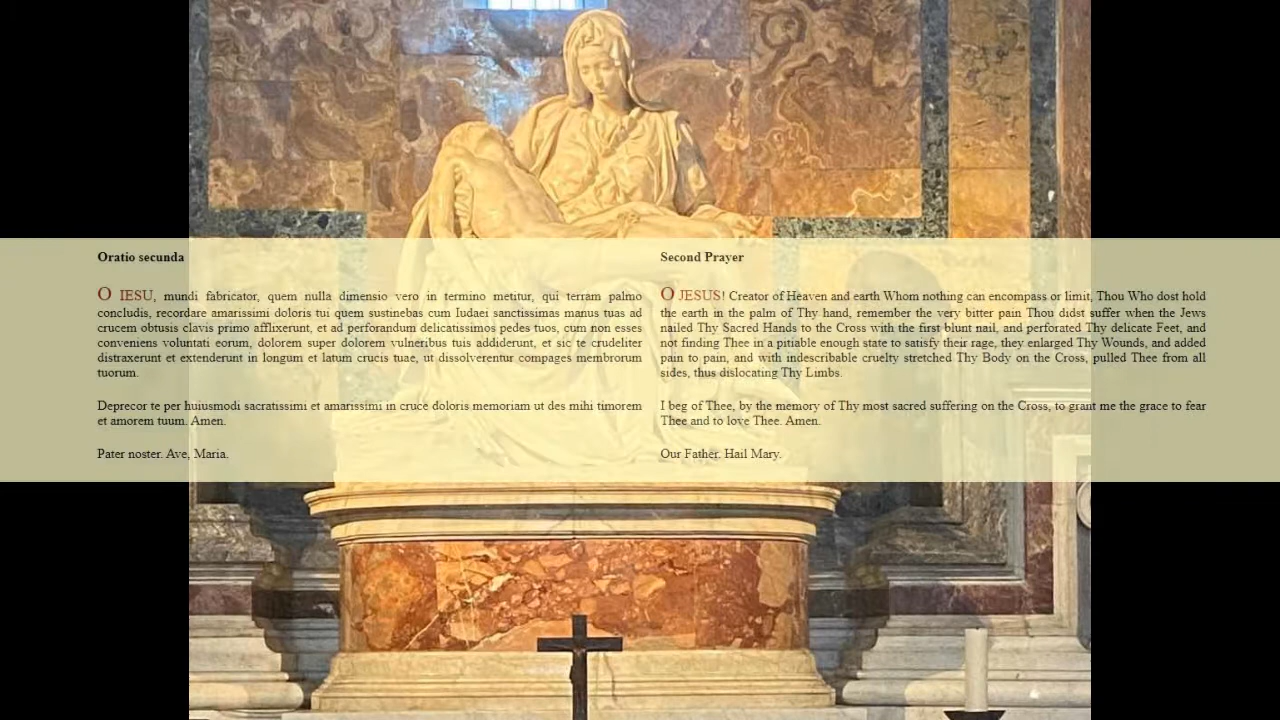 Oratio secunda
O IESU, mundi fabricator, quem nulla dimensio vero in termino metitur, qui terram palmo
concludis, recordare amarissimi doloris tui quem sustinebas cum Iudaei sanctissimas manus tuas ad
crucem obtusis clavis primo afflixerunt, et ad perforandum delicatissimos pedes tuos, cum non esses
conveniens voluntati eorum, dolorem super dolorem vulneribus tuis addiderunt, et sic te crudeliter
distraxerunt et extenderunt in longum et latum crucis tuae, ut dissolverentur compages membrorum
tuorum.
Deprecor te per huiusmodi sacratissimi et amarissimi in cruce doloris memoriam ut des mihi timorem
et amorem tuum. Amen.
Pater noster. Ave, Maria.
Second Prayer
O JESUS! Creator of Heaven and earth Whom nothing can encompass or limit, Thou Who dost hold
the earth in the palm of Thy hand, remember the very bitter pain Thou didst suffer when the Jews
nailed Thy Sacred Hands to the Cross with the first blunt nail, and perforated Thy delicate Feet, and
not finding Thee in a pitiable enough state to satisfy their rage, they enlarged Thy Wounds, and added
pain to pain, and with indescribable cruelty stretched Thy Body on the Cross, pulled Thee from all
sides, thus dislocating Thy Limbs.
I beg of Thee, by the memory of Thy most sacred suffering on the Cross, to grant me the grace to fear
Thee and to love Thee. Amen.
Our Father. Hail Mary.